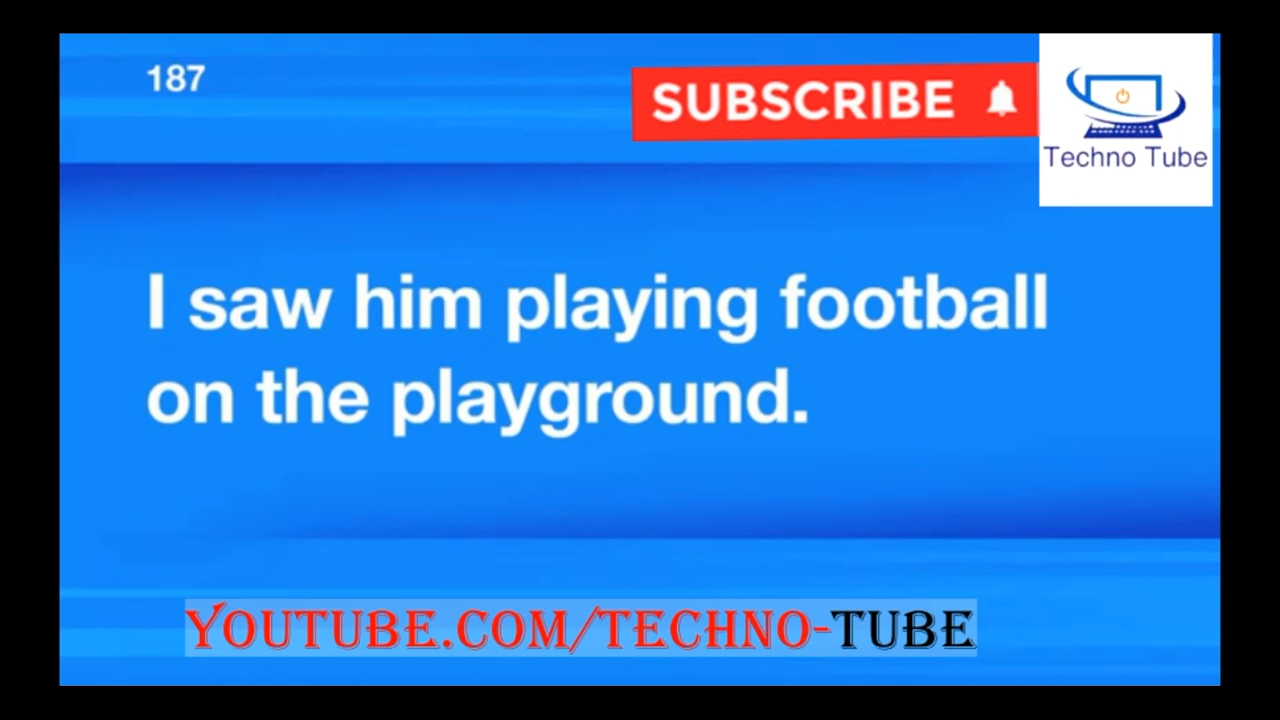 187
SUBSCRIBE
Techno Tube
I saw him playing football
on the playground.
YOUTUBE.COM/TECHNO-TUBE